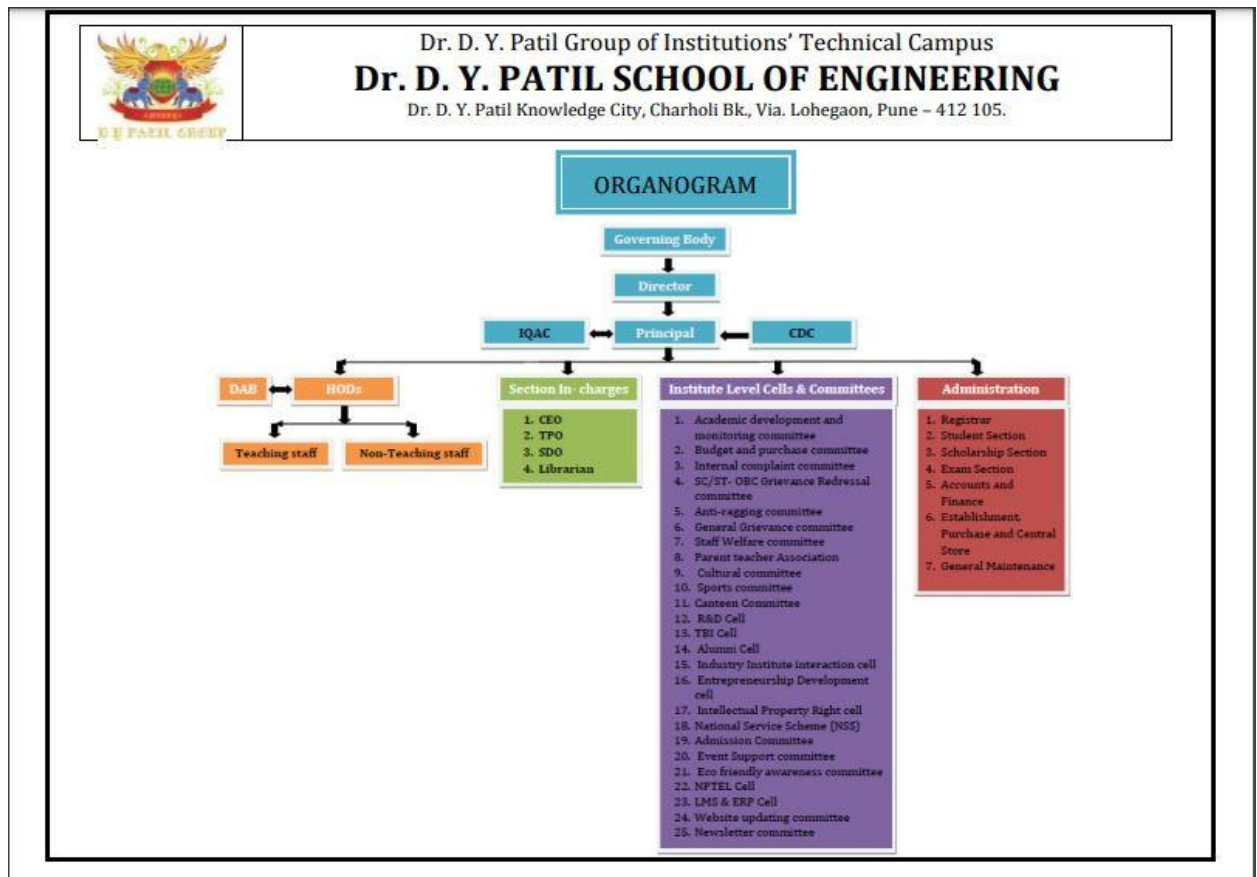 Dr. D. Y. Patil Group of Institutions' Technical Campus
Dr. D. Y. PATIL SCHOOL OF ENGINEERING
Dr. D. Y. Patil Knowledge City, Charholi Bk., Via. Lohegaon, Pune – 412 105.
D Y PATIL GROUP
ORGANOGRAM
Governing Body
Director
IQAC
Principal
CDC
DAB
HODs
Teaching staff
Non-Teaching staff
Section In- charges
1. CEO
2. TPO
3. SDO
4. Librarian
Institute Level Cells & Committees
1. Academic development and
monitoring committee
2. Budget and purchase committee
3. Internal complaint committee
4. SC/ST- OBC Grievance Redressal
committee
5. Anti-ragging committee
6. General Grievance committee
7. Staff Welfare committee
8. Parent teacher Association
9. Cultural committee
10. Sports committee
11. Canteen Committee
12. R&D Cell
13. TBI Cell
14. Alumni Cell
15. Industry Institute interaction cell
16. Entrepreneurship Development
cell
17. Intellectual Property Right cell
18. National Service Scheme (NSS)
19. Admission Committee
20. Event Support committee
21. Eco friendly awareness committee
22. NPTEL Cell
23. LMS & ERP Cell
24. Website updating committee
25. Newsletter committee
Administration
1. Registrar
2. Student Section
3. Scholarship Section
4. Exam Section
5. Accounts and
Finance
6. Establishment,
Purchase and Central
Store
7. General Maintenance